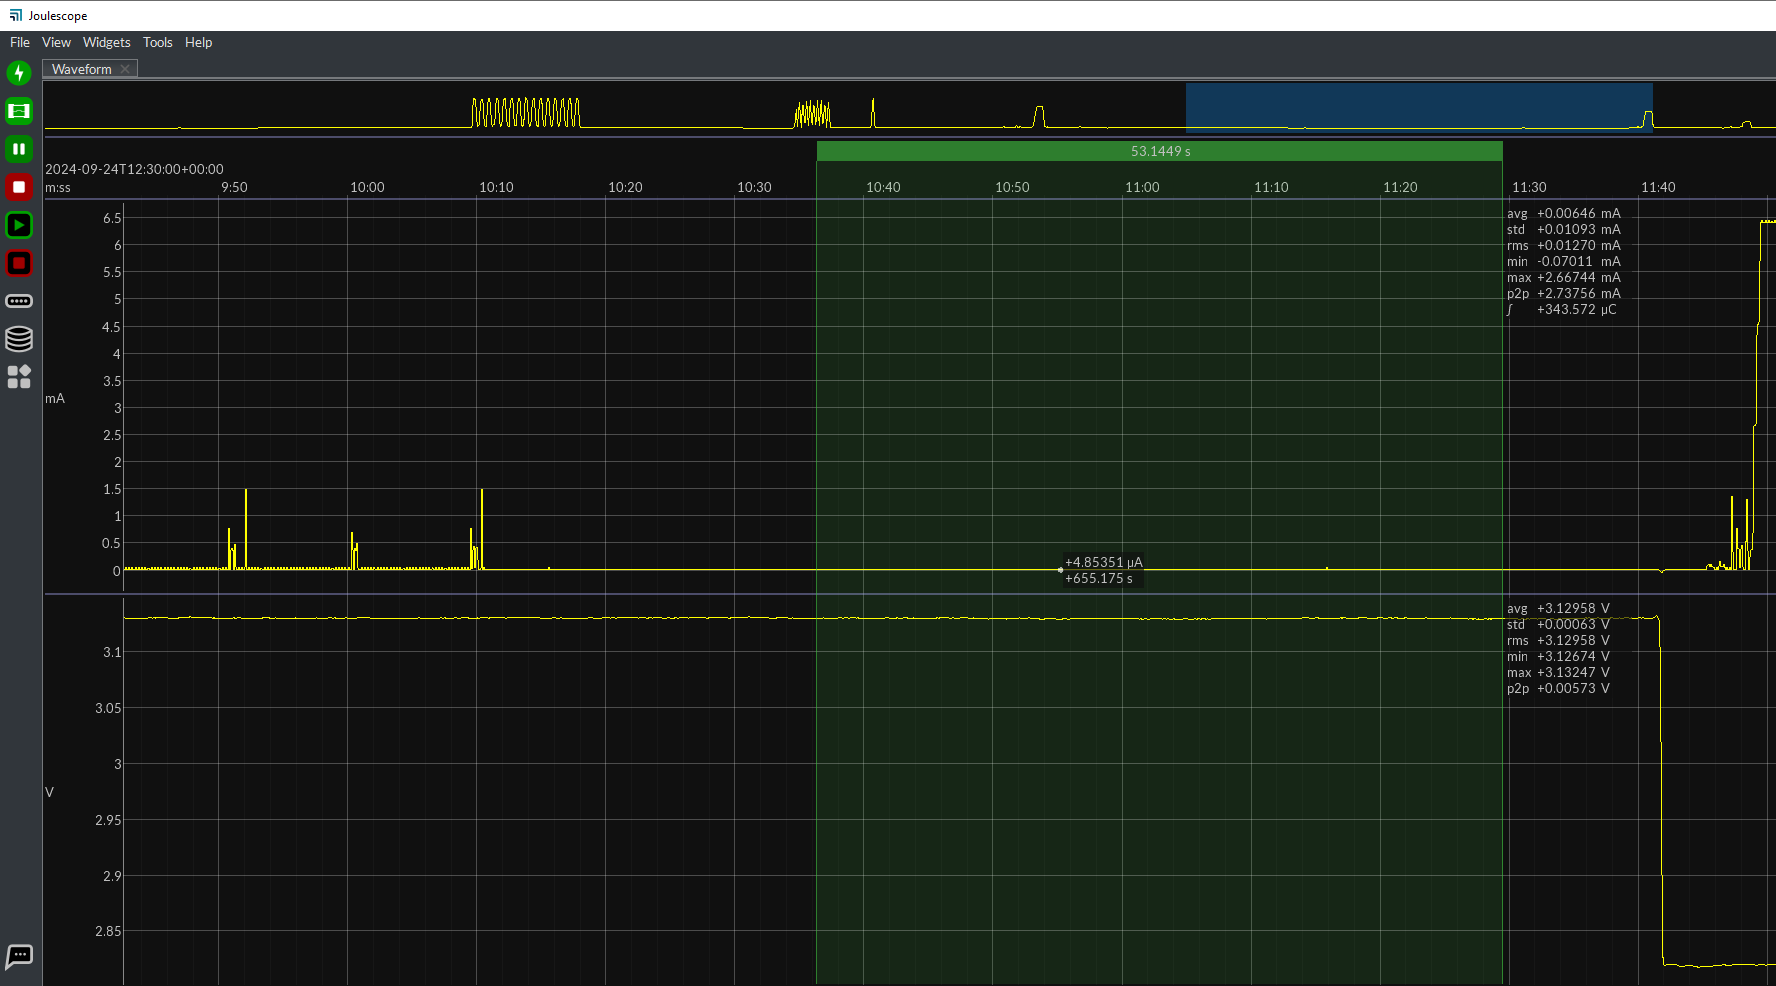 Joulescope
File View Widgets Tools Help
Waveform
53.1449 s
2024-09-24T12:30:00+00:00
m:ss 9:50 10:00 10:10 10:20 10:30 10:40 10:50 11:00 11:10 11:20 11:30 11:40
6.5
6
5.5
5
4.5
4
3.5
3
2.5
2
1.5
1
0.5
0
mA
avg +0.00646 mA
std +0.01093 mA
rms +0.01270 mA
min -0.07011 mA
max +2.66744 mA
p2p +2.73756 mA
∫ +343.572 µC
+4.85351 µA
+655.175 s
3.1
3.05
3
2.95
2.9
2.85
V
avg +3.12958 V
std +0.00063 V
rms +3.12958 V
min +3.12674 V
max +3.13247 V
p2p +0.00573 V